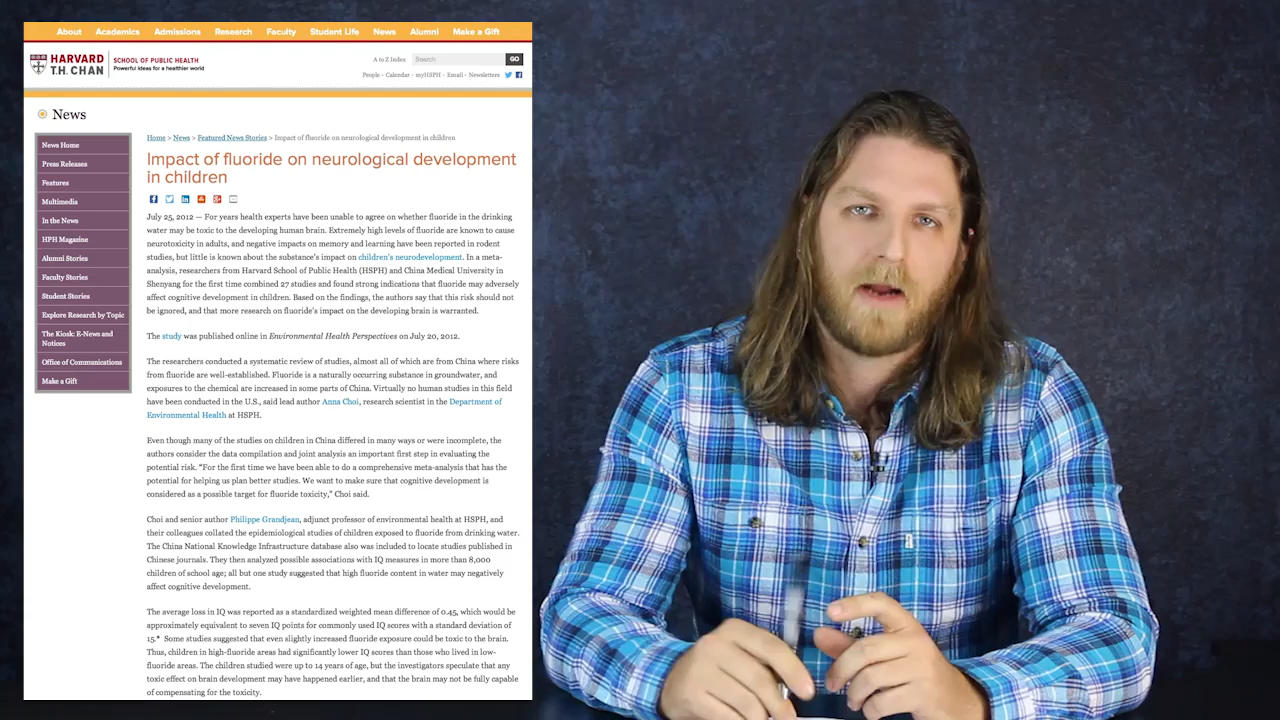 About Academics Admissions Research Faculty Student Life News Alumni Make a Gift
HARVARD
T.H. CHAN
SCHOOL OF PUBLIC HEALTH
Powerful ideas for a healthier world
A to Z Index Search GO
People · Calendar · myHSPH · Email · Newsletters
News
News Home
Press Releases
Features
Multimedia
In the News
HPH Magazine
Alumni Stories
Faculty Stories
Student Stories
Explore Research by Topic
The Kiosk: E-News and
Notices
Office of Communications
Make a Gift
Home > News > Featured News Stories > Impact of fluoride on neurological development in children
Impact of fluoride on neurological development
in children
July 25, 2012 — For years health experts have been unable to agree on whether fluoride in the drinking
water may be toxic to the developing human brain. Extremely high levels of fluoride are known to cause
neurotoxicity in adults, and negative impacts on memory and learning have been reported in rodent
studies, but little is known about the substance's impact on children's neurodevelopment. In a meta-
analysis, researchers from Harvard School of Public Health (HSPH) and China Medical University in
Shenyang for the first time combined 27 studies and found strong indications that fluoride may adversely
affect cognitive development in children. Based on the findings, the authors say that this risk should not
be ignored, and that more research on fluoride's impact on the developing brain is warranted.
The study was published online in Environmental Health Perspectives on July 20, 2012.
The researchers conducted a systematic review of studies, almost all of which are from China where risks
from fluoride are well-established. Fluoride is a naturally occurring substance in groundwater, and
exposures to the chemical are increased in some parts of China. Virtually no human studies in this field
have been conducted in the U.S., said lead author Anna Choi, research scientist in the Department of
Environmental Health at HSPH.
Even though many of the studies on children in China differed in many ways or were incomplete, the
authors consider the data compilation and joint analysis an important first step in evaluating the
potential risk. "For the first time we have been able to do a comprehensive meta-analysis that has the
potential for helping us plan better studies. We want to make sure that cognitive development is
considered as a possible target for fluoride toxicity," Choi said.
Choi and senior author Philippe Grandjean, adjunct professor of environmental health at HSPH, and
their colleagues collated the epidemiological studies of children exposed to fluoride from drinking water.
The China National Knowledge Infrastructure database also was included to locate studies published in
Chinese journals. They then analyzed possible associations with IQ measures in more than 8,000
children of school age; all but one study suggested that high fluoride content in water may negatively
affect cognitive development.
The average loss in IQ was reported as a standardized weighted mean difference of 0.45, which would be
approximately equivalent to seven IQ points for commonly used IQ scores with a standard deviation of
15.* Some studies suggested that even slightly increased fluoride exposure could be toxic to the brain.
Thus, children in high-fluoride areas had significantly lower IQ scores than those who lived in low-
fluoride areas. The children studied were up to 14 years of age, but the investigators speculate that any
toxic effect on brain development may have happened earlier, and that the brain may not be fully capable
of compensating for the toxicity.